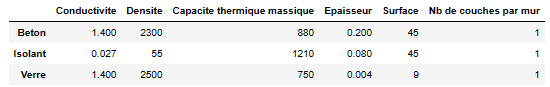 Conductivite Densite Capacite thermique massique Epaisseur Surface Nb de couches par mur
Beton 1.400 2300 880 0.200 45 1
Isolant 0.027 55 1210 0.080 45 1
Verre 1.400 2500 750 0.004 9 1